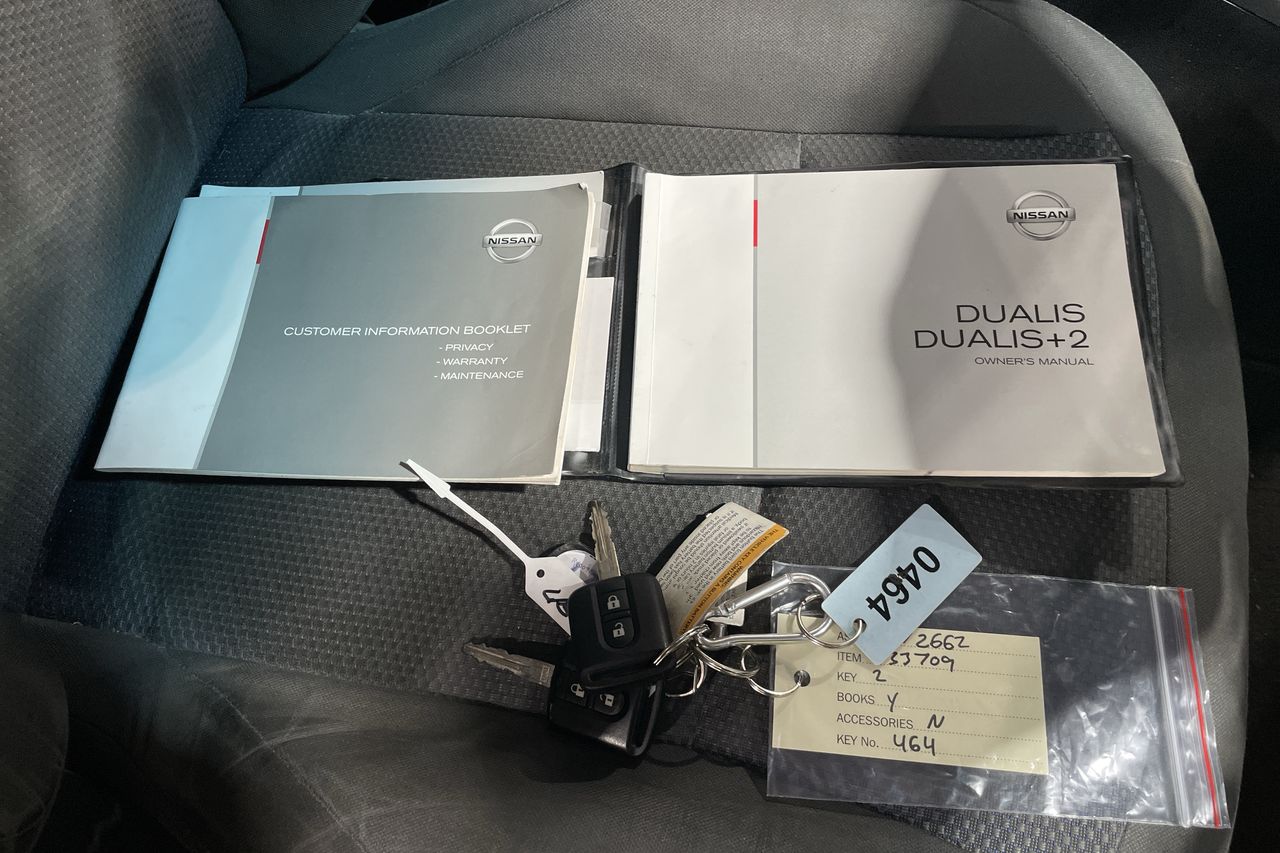 NISSAN
CUSTOMER INFORMATION BOOKLET
- PRIVACY
- WARRANTY
- MAINTENANCE
NISSAN
DUALIS
DUALIS+2
OWNER'S MANUAL
0464
2662
ITEM 33709
KEY 2
BOOKS Y
ACCESSORIES N
KEY No. 464